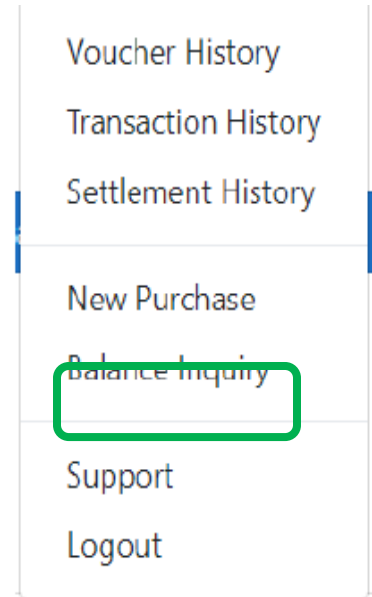 Voucher History
Transaction History
Settlement History
New Purchase
Balance Inquiry
Support
Logout